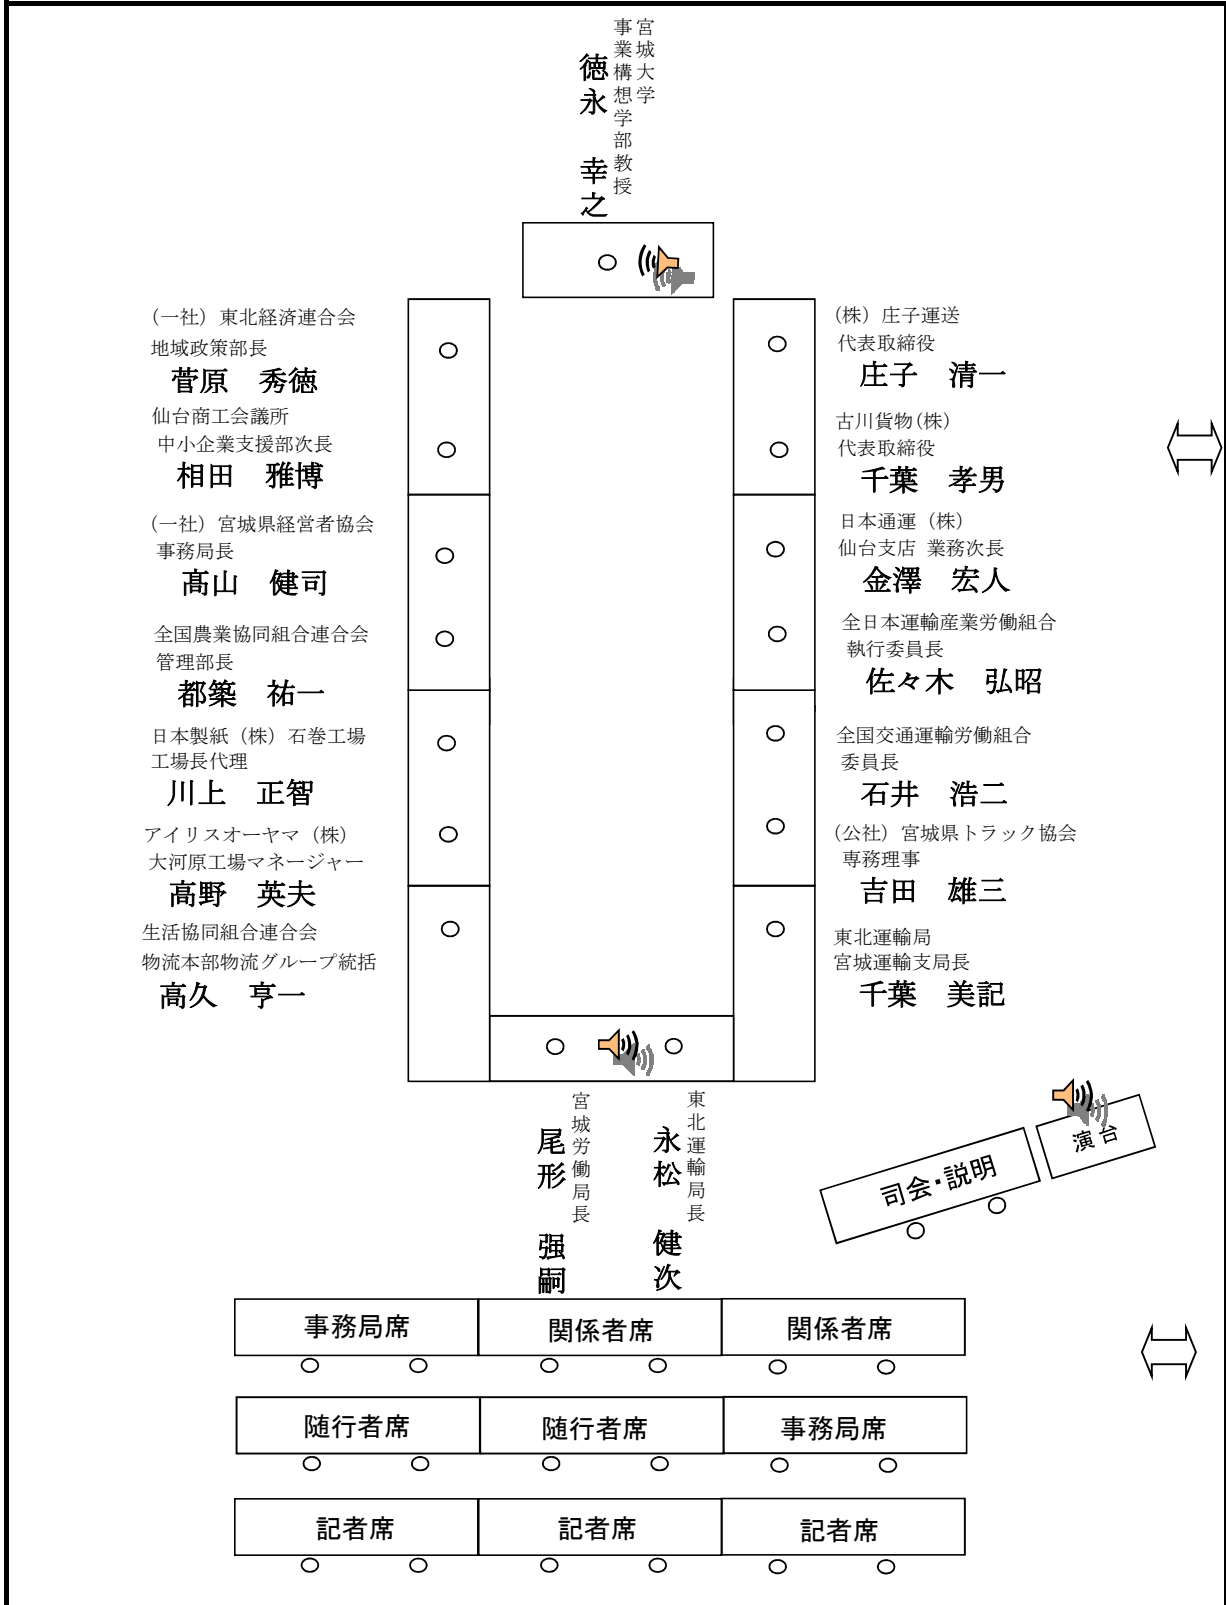 宮城大学
事業構想学部教授
徳永　幸之
(一社) 東北経済連合会
地域政策部長
菅原　秀徳
仙台商工会議所
中小企業支援部次長
相田　雅博
(一社) 宮城県経営者協会
事務局長
髙山　健司
全国農業協同組合連合会
管理部長
都築　祐一
日本製紙 (株) 石巻工場
工場長代理
川上　正智
アイリスオーヤマ (株)
大河原工場マネージャー
高野　英夫
生活協同組合連合会
物流本部物流グループ統括
高久　亨一
(株) 庄子運送
代表取締役
庄子　清一
古川貨物(株)
代表取締役
千葉　孝男
日本通運 (株)
仙台支店 業務次長
金澤　宏人
全日本運輸産業労働組合
執行委員長
佐々木　弘昭
全国交通運輸労働組合
委員長
石井　浩二
(公社) 宮城県トラック協会
専務理事
吉田　雄三
東北運輸局
宮城運輸支局長
千葉　美記
東北運輸局長
永松　健次
宮城労働局長
尾形　强嗣
演台
司会・説明
事務局席
関係者席
関係者席
随行者席
随行者席
事務局席
記者席
記者席
記者席